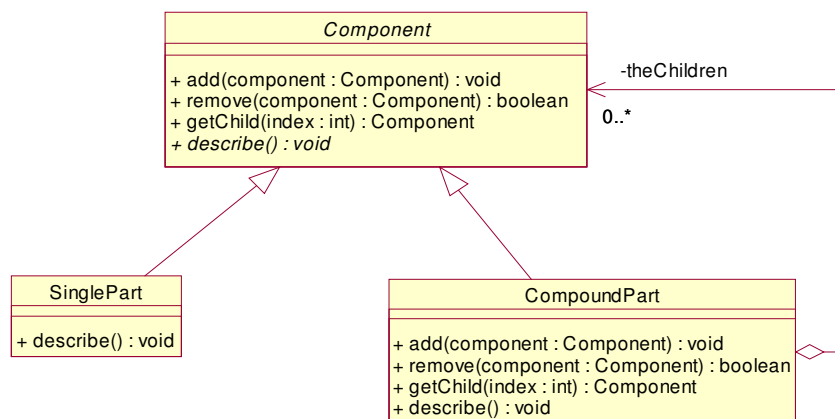 Component
+ add(component : Component) : void
+ remove(component : Component) : boolean
+ getChild(index : int) : Component
+ describe() : void
-theChildren
0..*
SinglePart
+ describe() : void
CompoundPart
+ add(component : Component) : void
+ remove(component : Component) : boolean
+ getChild(index : int) : Component
+ describe() : void